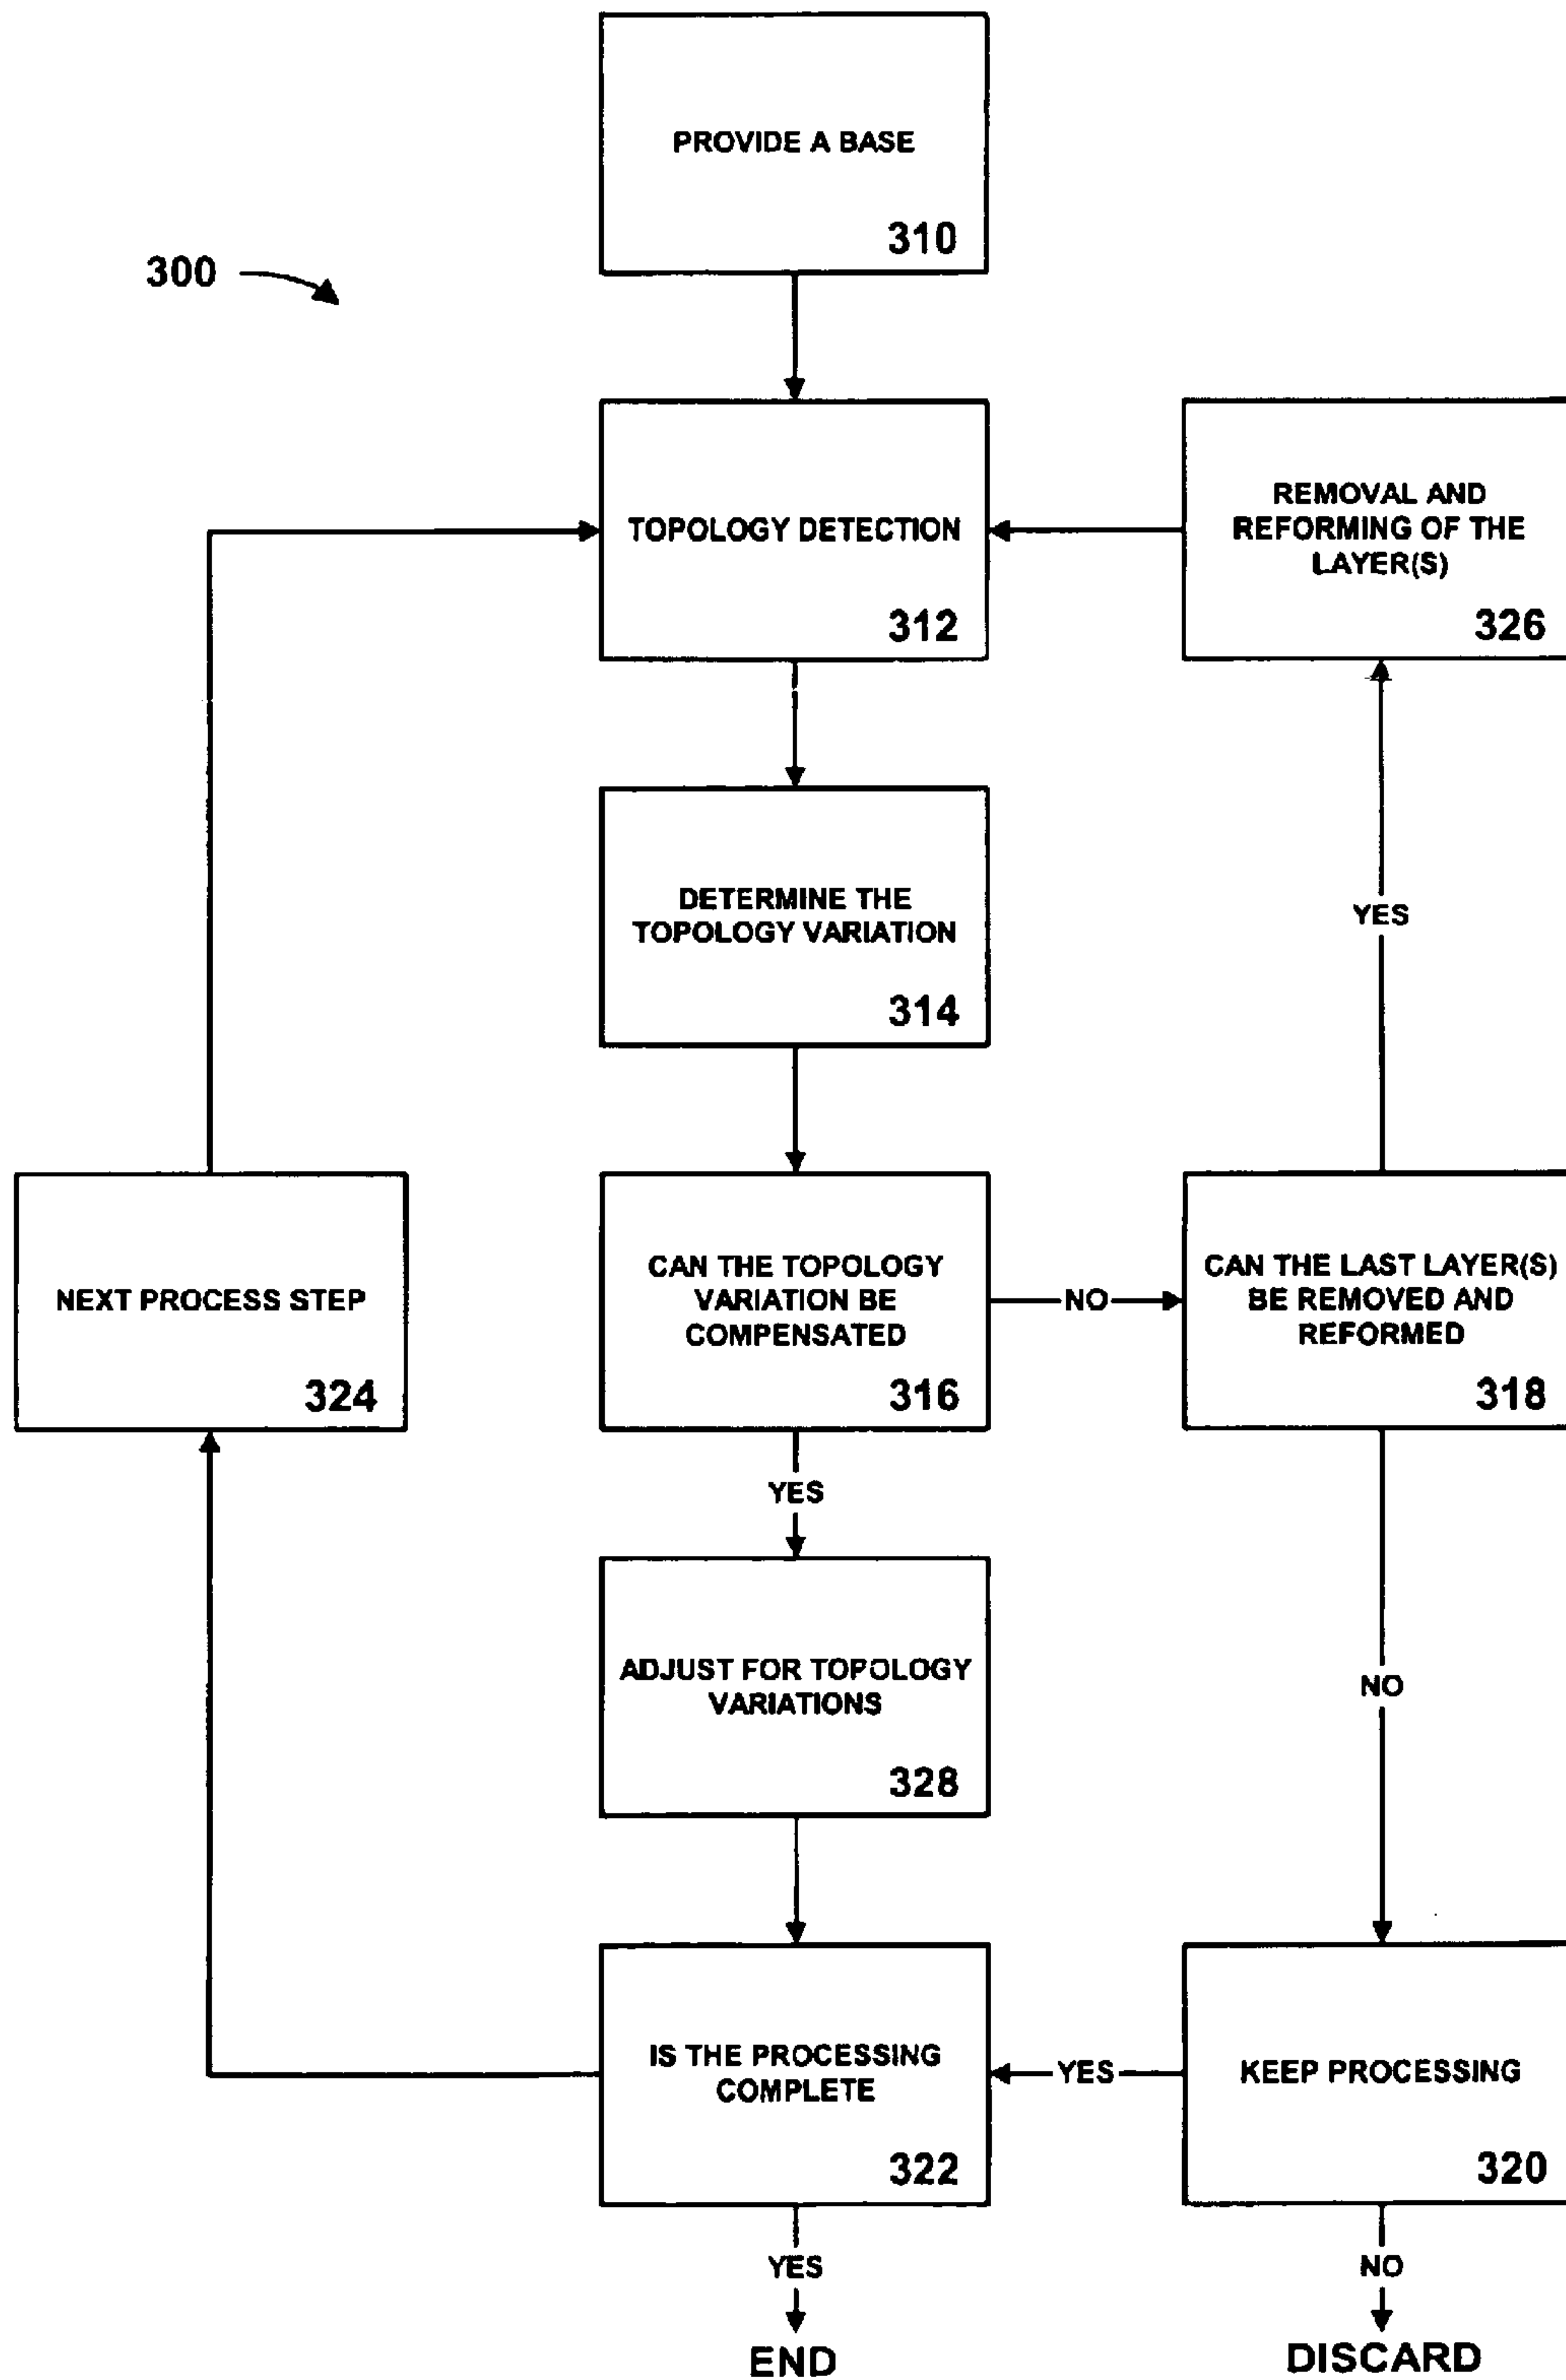 PROVIDE A BASE
310
300
TOPOLOGY DETECTION
312
REMOVAL AND
REFORMING OF THE
LAYER(S)
326
DETERMINE THE
TOPOLOGY VARIATION
314
YES
NEXT PROCESS STEP
324
CAN THE TOPOLOGY
VARIATION BE
COMPENSATED
316
NO
CAN THE LAST LAYER(S)
BE REMOVED AND
REFORMED
318
YES
ADJUST FOR TOPOLOGY
VARIATIONS
328
NO
IS THE PROCESSING
COMPLETE
322
YES
KEEP PROCESSING
320
YES
END
NO
DISCARD